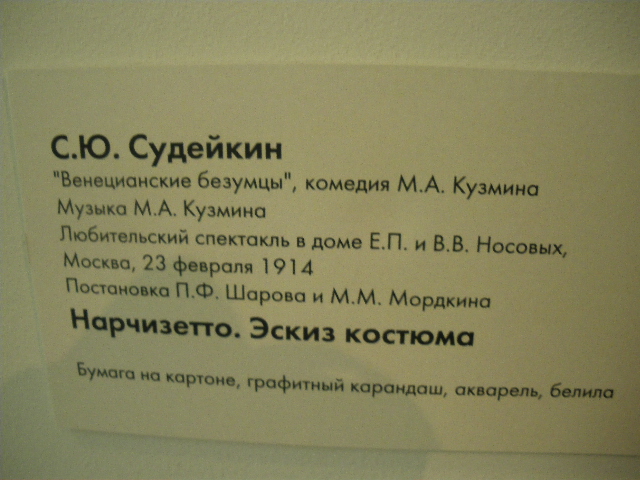 С.Ю. Судейкин
"Венецианские безумцы", комедия М.А. Кузмина
Музыка М.А. Кузмина
Любительский спектакль в доме Е.П. и В.В. Носовых,
Москва, 23 февраля 1914
Постановка П.Ф. Шарова и М.М. Мордкина
Нарчизетто. Эскиз костюма
Бумага на картоне, графитный карандаш, акварель, белила